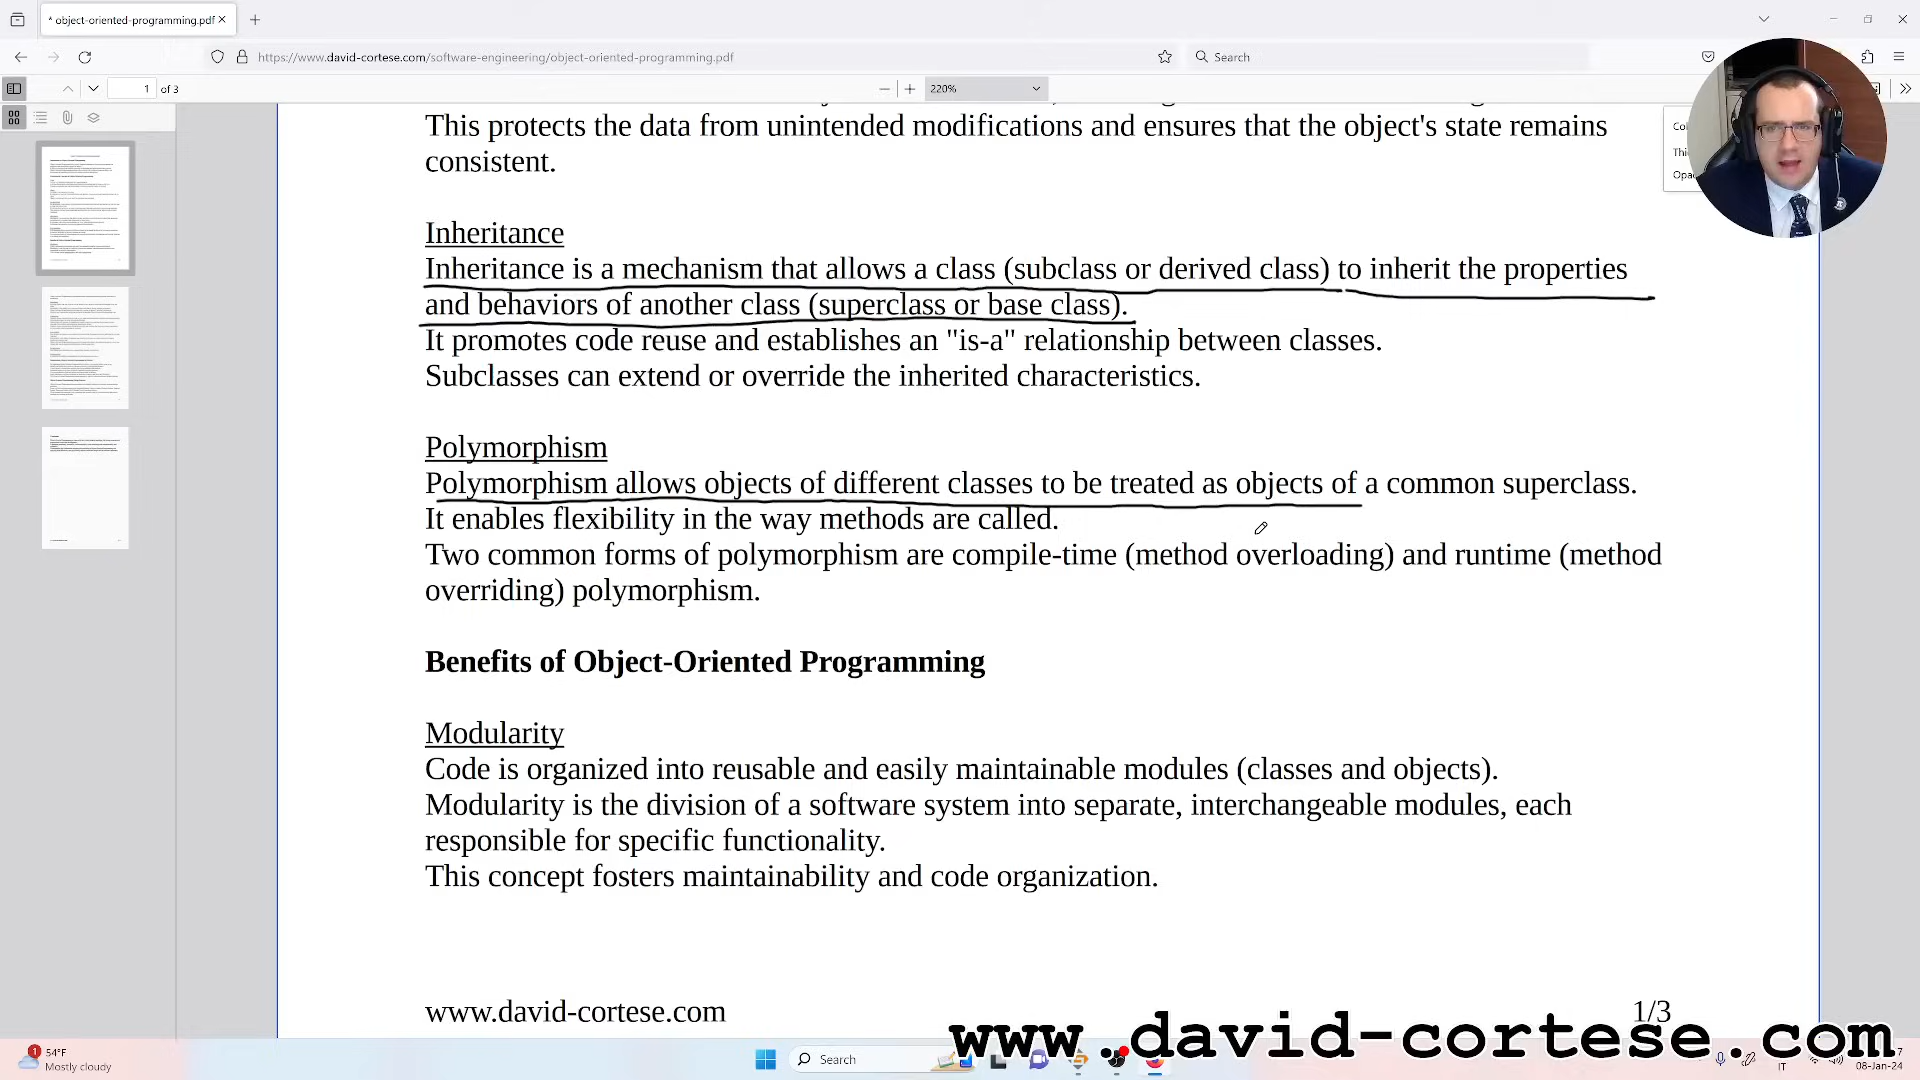 * object-oriented-programming.pdf
https://www.david-cortese.com/software-engineering/object-oriented-programming.pdf
Search
1 of 3
220%
This protects the data from unintended modifications and ensures that the object's state remains
consistent.
Inheritance
Inheritance is a mechanism that allows a class (subclass or derived class) to inherit the properties
and behaviors of another class (superclass or base class).
It promotes code reuse and establishes an "is-a" relationship between classes.
Subclasses can extend or override the inherited characteristics.
Polymorphism
Polymorphism allows objects of different classes to be treated as objects of a common superclass.
It enables flexibility in the way methods are called.
Two common forms of polymorphism are compile-time (method overloading) and runtime (method
overriding) polymorphism.
Benefits of Object-Oriented Programming
Modularity
Code is organized into reusable and easily maintainable modules (classes and objects).
Modularity is the division of a software system into separate, interchangeable modules, each
responsible for specific functionality.
This concept fosters maintainability and code organization.
www.david-cortese.com
1/3
www.david-cortese.com
1
54°F
Mostly cloudy
Search
IT
08-Jan-24